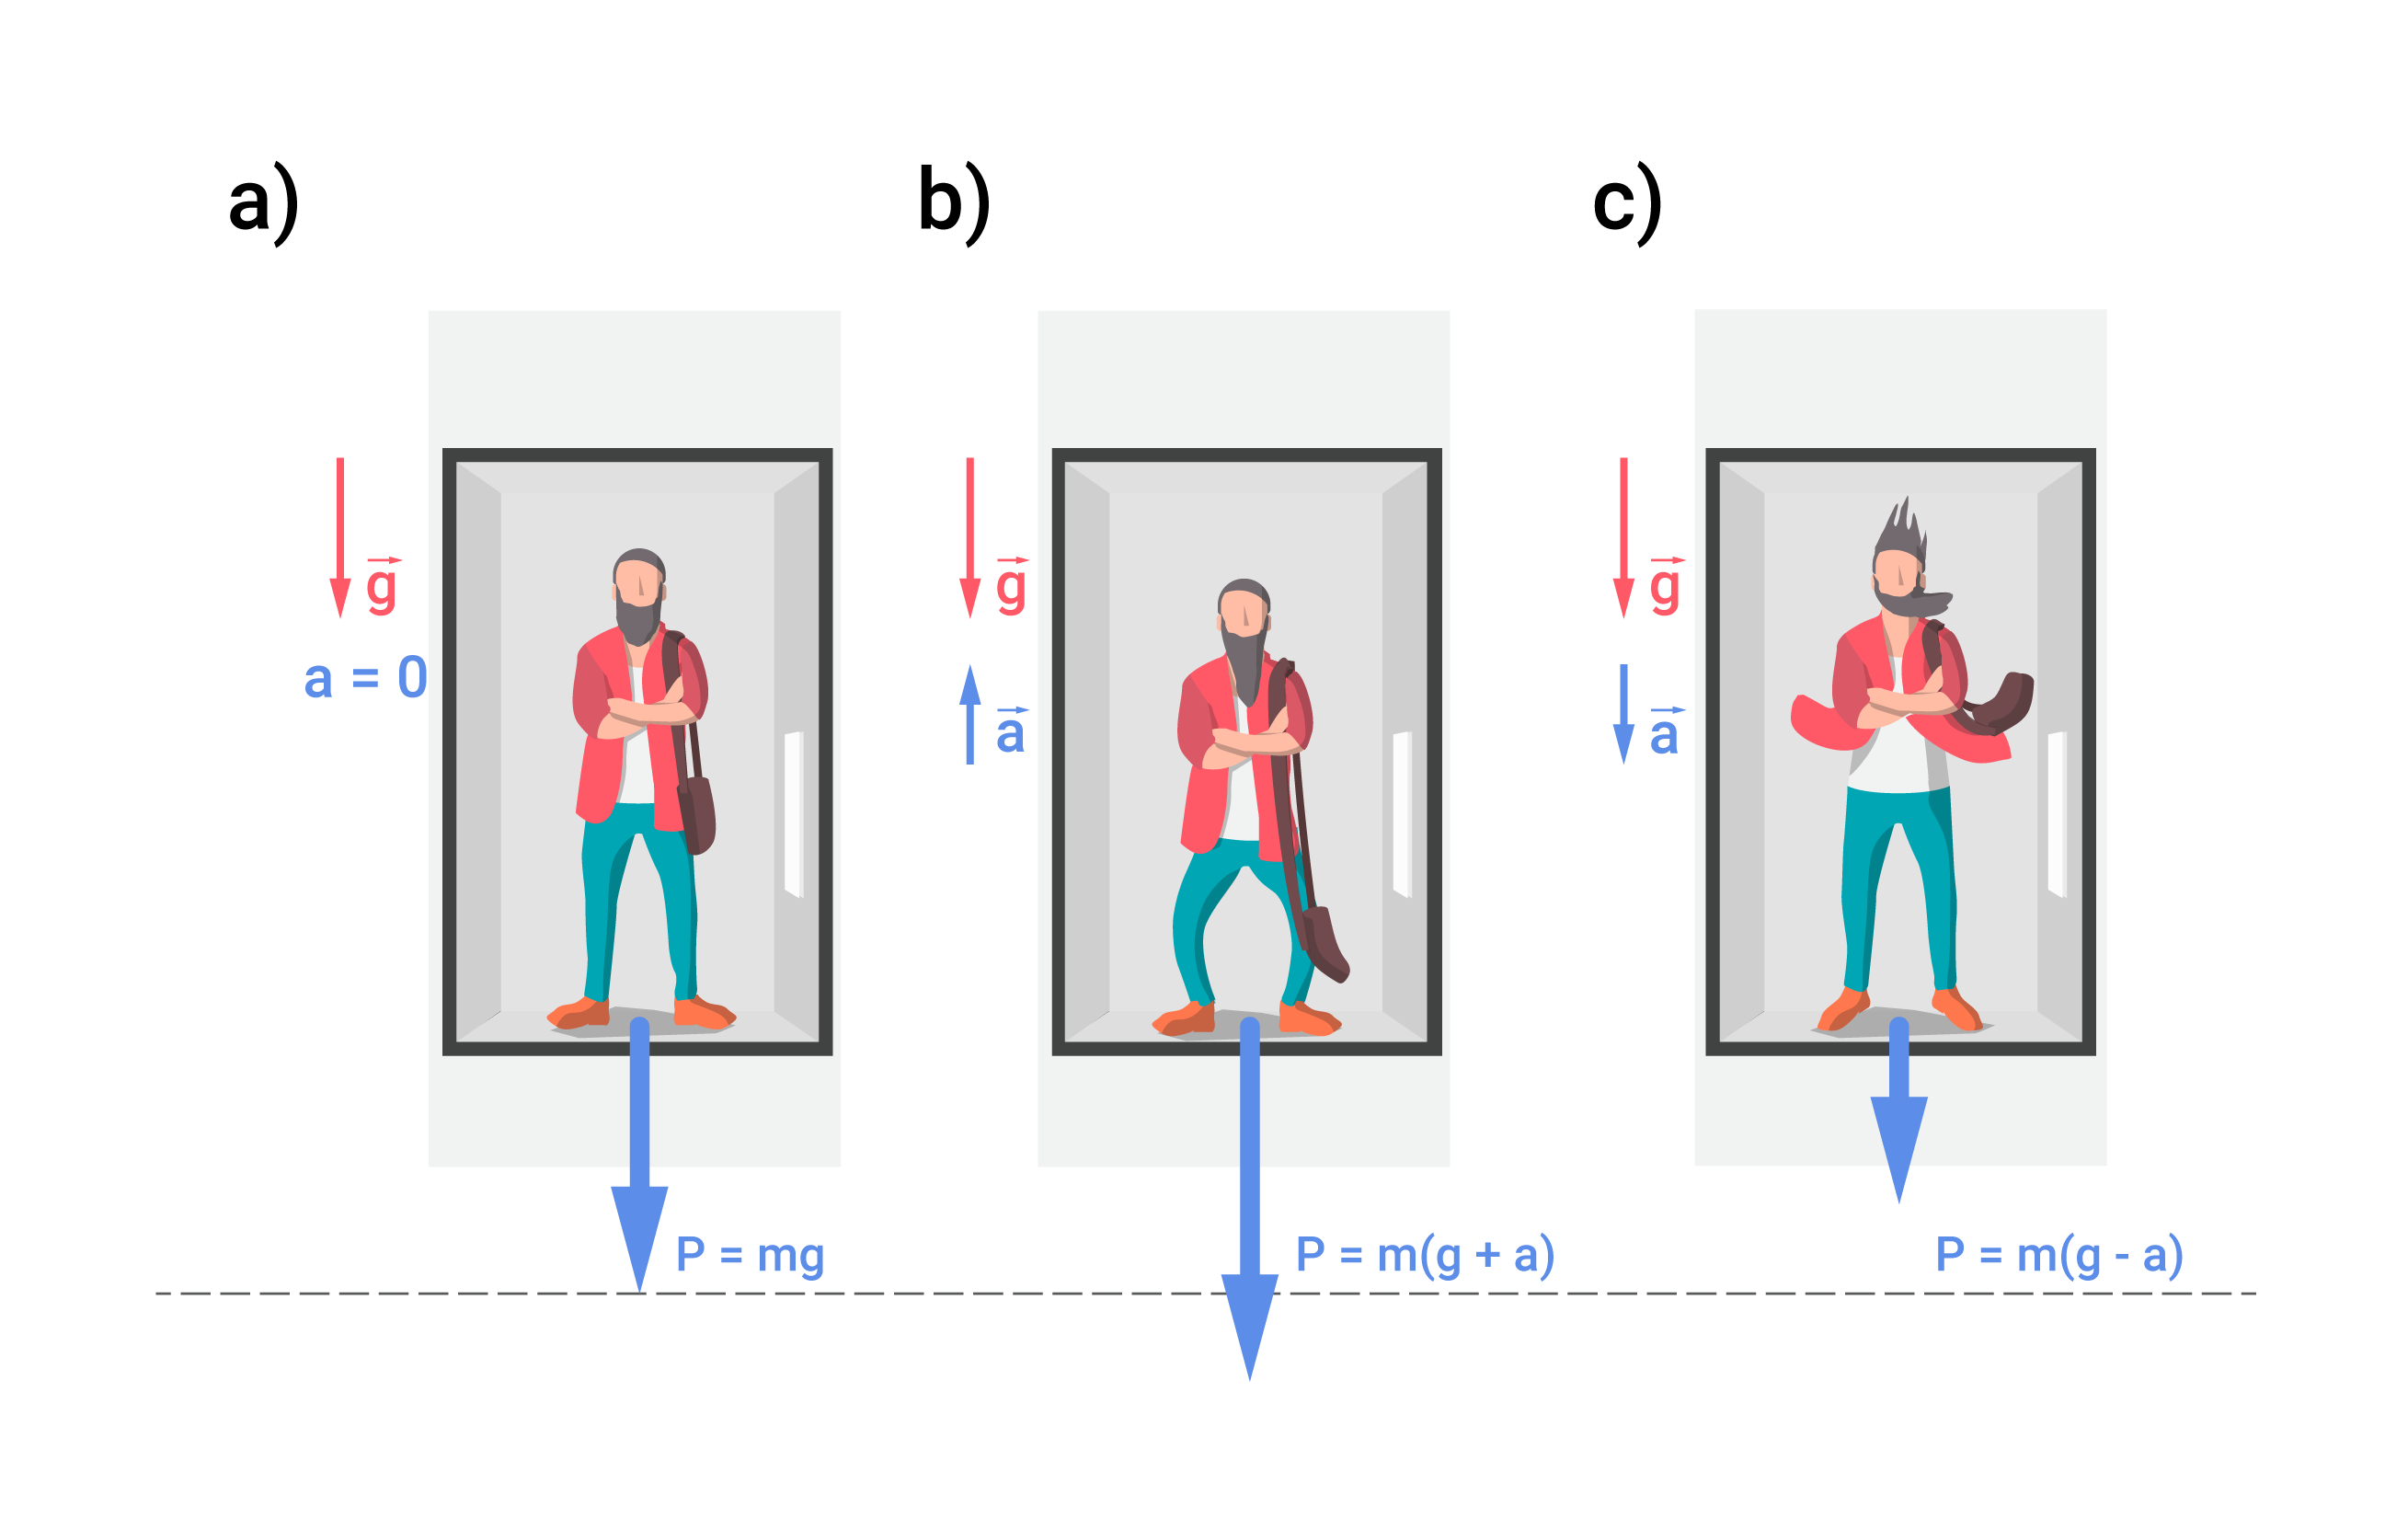 a)
b)
c)
g
a = 0
g
a
g
a
P = mg
P = m(g + a)
P = m(g - a)